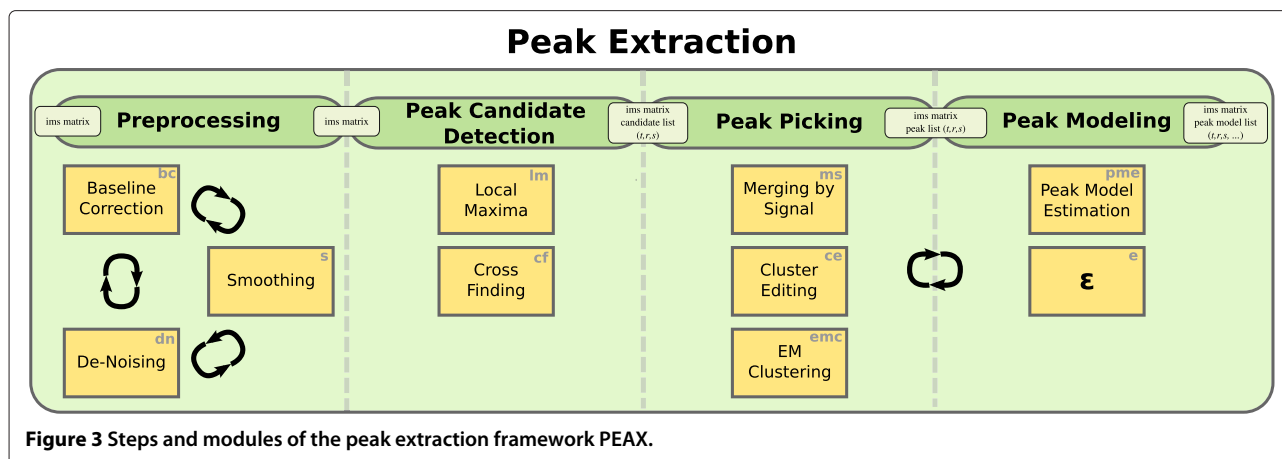 Peak Extraction
ims matrix
Preprocessing
ims matrix
Peak Candidate
Detection
ims matrix
candidate list
(t,r,s)
Peak Picking
ims matrix
peak list (t,r,s)
Peak Modeling
ims matrix
peak model list
(t,r,s, ...)
bc
Baseline
Correction
s
Smoothing
dn
De-Noising
lm
Local
Maxima
cf
Cross
Finding
ms
Merging by
Signal
ce
Cluster
Editing
emc
EM
Clustering
pme
Peak Model
Estimation
e
ε
Figure 3 Steps and modules of the peak extraction framework PEAX.